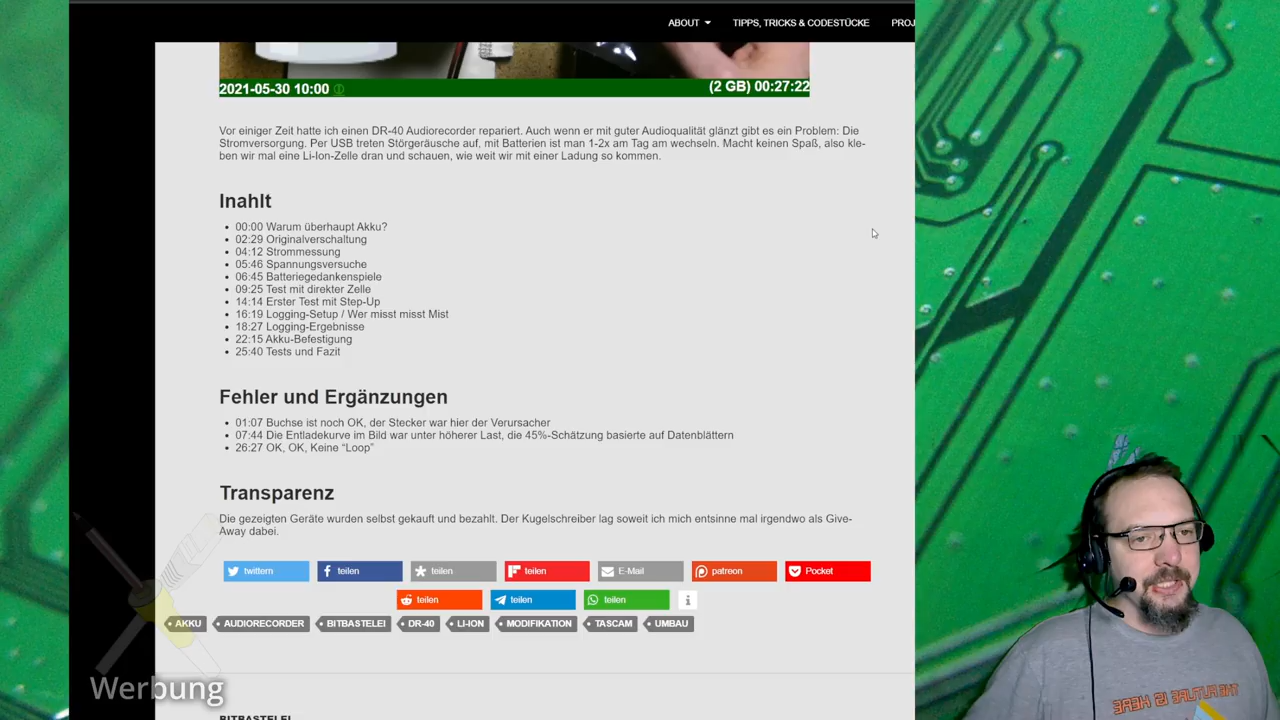 ABOUT TIPPS, TRICKS & CODESTÜCKE PROJ
2021-05-30 10:00 (2 GB) 00:27:22
Vor einiger Zeit hatte ich einen DR-40 Audiorecorder repariert. Auch wenn er mit guter Audioqualität glänzt gibt es ein Problem: Die
Stromversorgung. Per USB treten Störgeräusche auf, mit Batterien ist man 1-2x am Tag am wechseln. Macht keinen Spaß, also kle-
ben wir mal eine Li-Ion-Zelle dran und schauen, wie weit wir mit einer Ladung so kommen.
Inahlt
00:00 Warum überhaupt Akku?
02:29 Originalverschaltung
04:12 Strommessung
05:46 Spannungsversuche
06:45 Batteriegedankenspiele
09:25 Test mit direkter Zelle
14:14 Erster Test mit Step-Up
16:19 Logging-Setup / Wer misst misst Mist
18:27 Logging-Ergebnisse
22:15 Akku-Befestigung
25:40 Tests und Fazit
Fehler und Ergänzungen
01:07 Buchse ist noch OK, der Stecker war hier der Verursacher
07:44 Die Entladekurve im Bild war unter höherer Last, die 45%-Schätzung basierte auf Datenblättern
26:27 OK, OK, Keine “Loop”
Transparenz
Die gezeigten Geräte wurden selbst gekauft und bezahlt. Der Kugelschreiber lag soweit ich mich entsinne mal irgendwo als Give-
Away dabei.
twittern teilen teilen teilen E-Mail patreon Pocket
teilen teilen teilen
AKKU AUDIORECORDER BITBASTELEI DR-40 LI-ION MODIFIKATION TASCAM UMBAU
Werbung
BITBASTELEI
THE FUTURE IS HERE